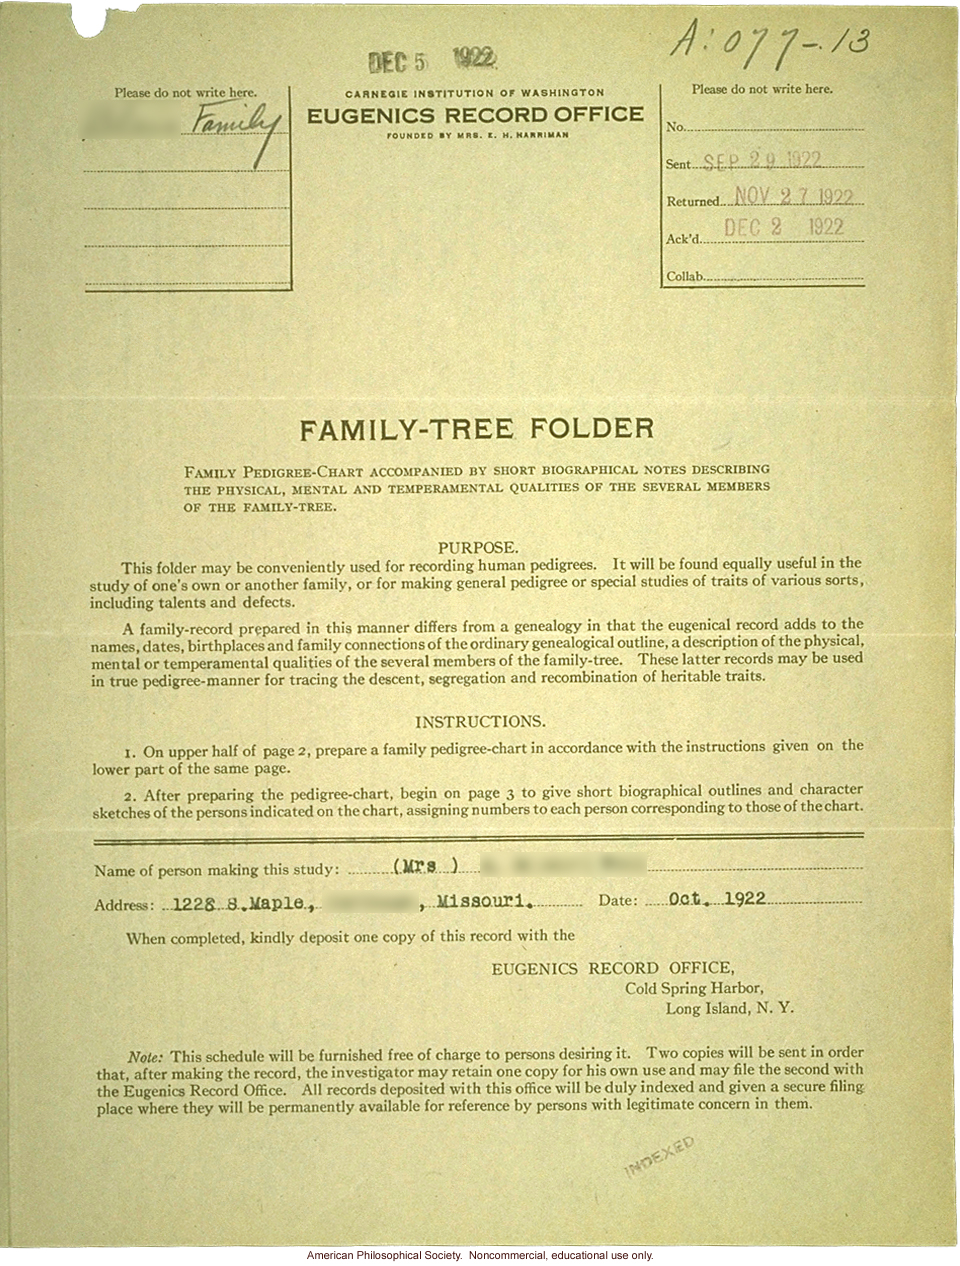 A:077-13
DEC 5 1922
Please do not write here.
Family
CARNEGIE INSTITUTION OF WASHINGTON
EUGENICS RECORD OFFICE
FOUNDED BY MRS. E. H. HARRIMAN
Please do not write here.
No.
Sent SEP 29 1922
Returned NOV 27 1922
Ack'd DEC 2 1922
Collab.
FAMILY-TREE FOLDER
FAMILY PEDIGREE-CHART ACCOMPANIED BY SHORT BIOGRAPHICAL NOTES DESCRIBING
THE PHYSICAL, MENTAL AND TEMPERAMENTAL QUALITIES OF THE SEVERAL MEMBERS
OF THE FAMILY-TREE.
PURPOSE.
This folder may be conveniently used for recording human pedigrees. It will be found equally useful in the
study of one's own or another family, or for making general pedigree or special studies of traits of various sorts,
including talents and defects.
A family-record prepared in this manner differs from a genealogy in that the eugenical record adds to the
names, dates, birthplaces and family connections of the ordinary genealogical outline, a description of the physical,
mental or temperamental qualities of the several members of the family-tree. These latter records may be used
in true pedigree-manner for tracing the descent, segregation and recombination of heritable traits.
INSTRUCTIONS.
1. On upper half of page 2, prepare a family pedigree-chart in accordance with the instructions given on the
lower part of the same page.
2. After preparing the pedigree-chart, begin on page 3 to give short biographical outlines and character
sketches of the persons indicated on the chart, assigning numbers to each person corresponding to those of the chart.
Name of person making this study: (Mrs )
Address: 1228 S.Maple, , Missouri. Date: Oct. 1922
When completed, kindly deposit one copy of this record with the
EUGENICS RECORD OFFICE,
Cold Spring Harbor,
Long Island, N. Y.
Note: This schedule will be furnished free of charge to persons desiring it. Two copies will be sent in order
that, after making the record, the investigator may retain one copy for his own use and may file the second with
the Eugenics Record Office. All records deposited with this office will be duly indexed and given a secure filing
place where they will be permanently available for reference by persons with legitimate concern in them.
INDEXED
American Philosophical Society. Noncommercial, educational use only.